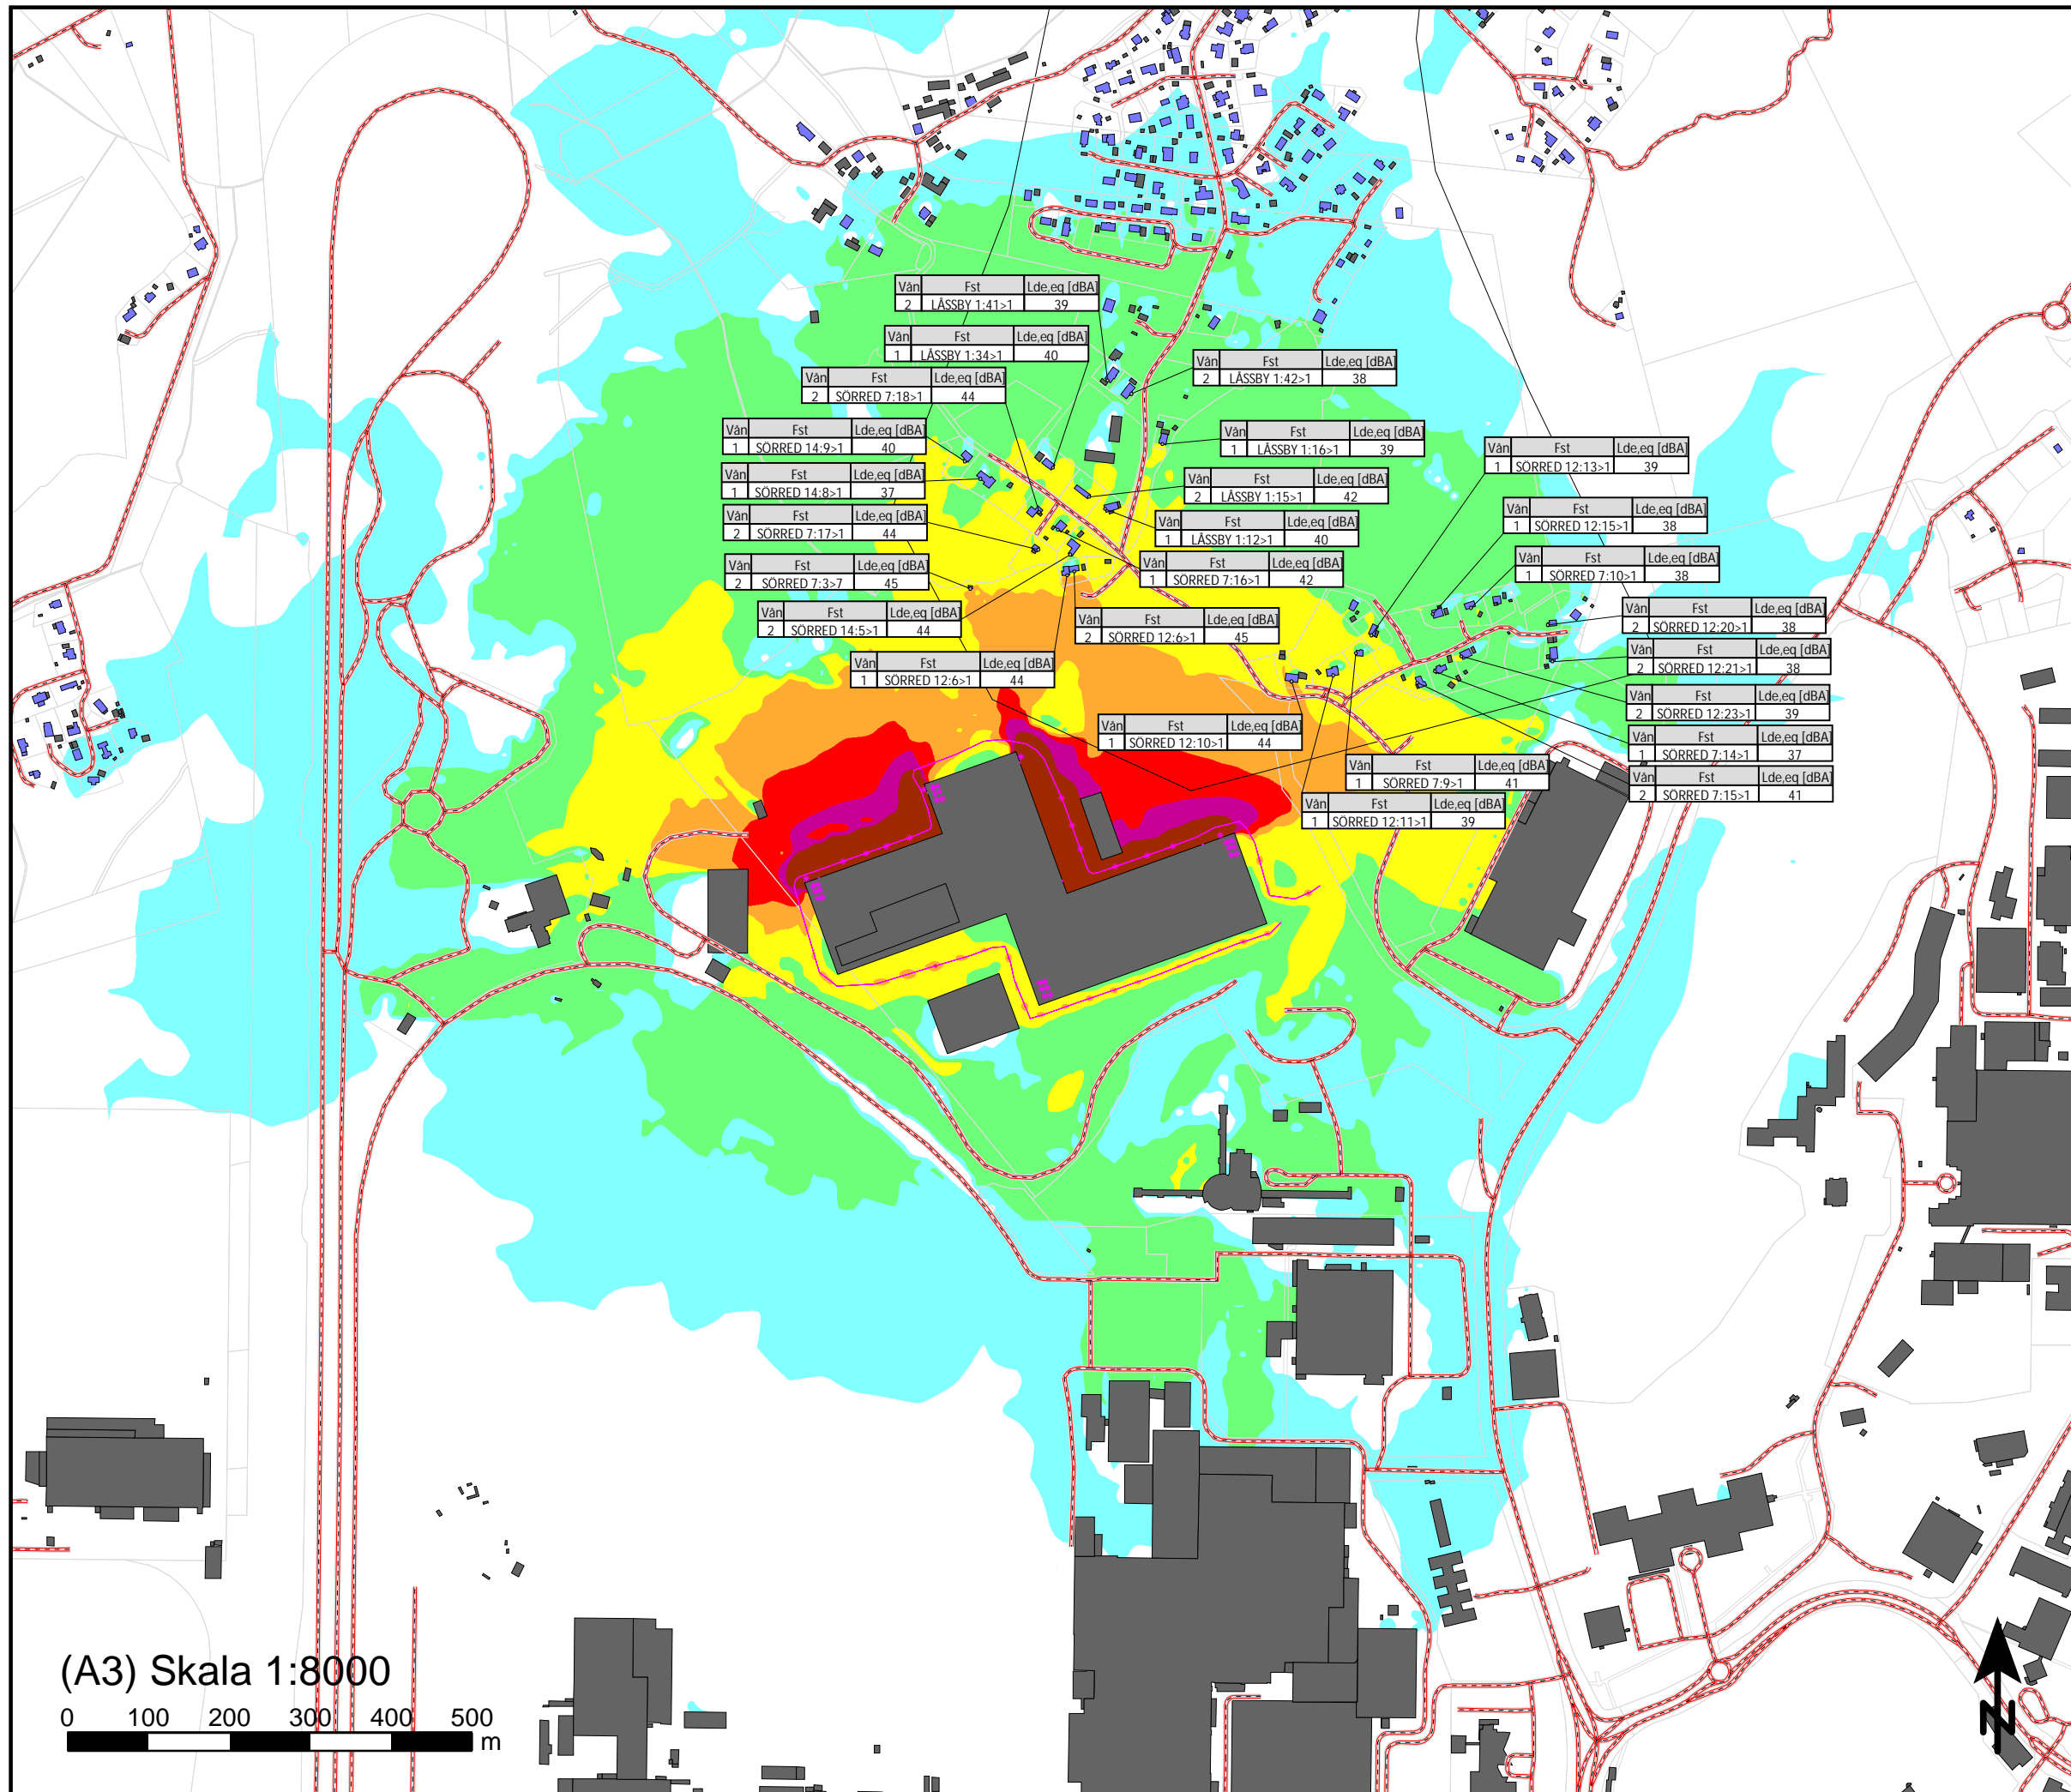 Vån Fst Lde,eq [dBA]
2 LÅSSBY 1:41>1 39
Vån Fst Lde,eq [dBA]
1 LÅSSBY 1:34>1 40
Vån Fst Lde,eq [dBA]
2 LÅSSBY 1:42>1 38
Vån Fst Lde,eq [dBA]
2 SÖRRED 7:18>1 44
Vån Fst Lde,eq [dBA]
1 SÖRRED 14:9>1 40
Vån Fst Lde,eq [dBA]
1 LÅSSBY 1:16>1 39
Vån Fst Lde,eq [dBA]
1 SÖRRED 12:13>1 39
Vån Fst Lde,eq [dBA]
1 SÖRRED 14:8>1 37
Vån Fst Lde,eq [dBA]
2 LÅSSBY 1:15>1 42
Vån Fst Lde,eq [dBA]
1 SÖRRED 12:15>1 38
Vån Fst Lde,eq [dBA]
2 SÖRRED 7:17>1 44
Vån Fst Lde,eq [dBA]
1 LÅSSBY 1:12>1 40
Vån Fst Lde,eq [dBA]
1 SÖRRED 7:10>1 38
Vån Fst Lde,eq [dBA]
2 SÖRRED 7:3>7 45
Vån Fst Lde,eq [dBA]
1 SÖRRED 7:16>1 42
Vån Fst Lde,eq [dBA]
2 SÖRRED 14:5>1 44
Vån Fst Lde,eq [dBA]
2 SÖRRED 12:6>1 45
Vån Fst Lde,eq [dBA]
2 SÖRRED 12:20>1 38
Vån Fst Lde,eq [dBA]
2 SÖRRED 12:21>1 38
Vån Fst Lde,eq [dBA]
1 SÖRRED 12:6>1 44
Vån Fst Lde,eq [dBA]
2 SÖRRED 12:23>1 39
Vån Fst Lde,eq [dBA]
1 SÖRRED 12:10>1 44
Vån Fst Lde,eq [dBA]
1 SÖRRED 7:14>1 37
Vån Fst Lde,eq [dBA]
1 SÖRRED 7:9>1 41
Vån Fst Lde,eq [dBA]
2 SÖRRED 7:15>1 41
Vån Fst Lde,eq [dBA]
1 SÖRRED 12:11>1 39
(A3) Skala 1:8000
0 100 200 300 400 500
m
N